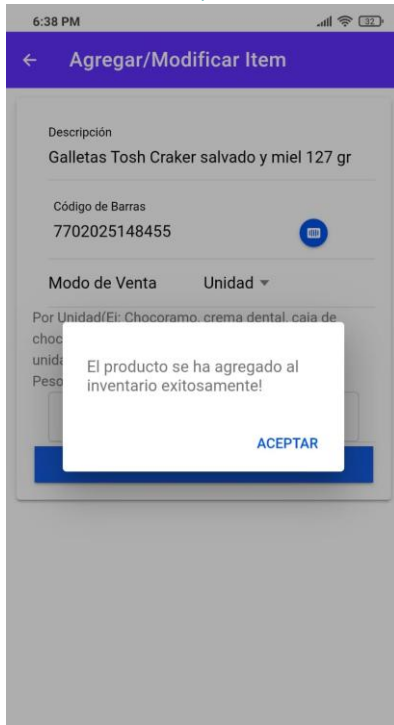 6:38 PM
32
Agregar/Modificar Item
Descripción
Galletas Tosh Craker salvado y miel 127 gr
Código de Barras
7702025148455
Modo de Venta Unidad
Por Unidad(Ej: Chocoramo, crema dental, caja de
choc
unida
Peso
El producto se ha agregado al
inventario exitosamente!
ACEPTAR